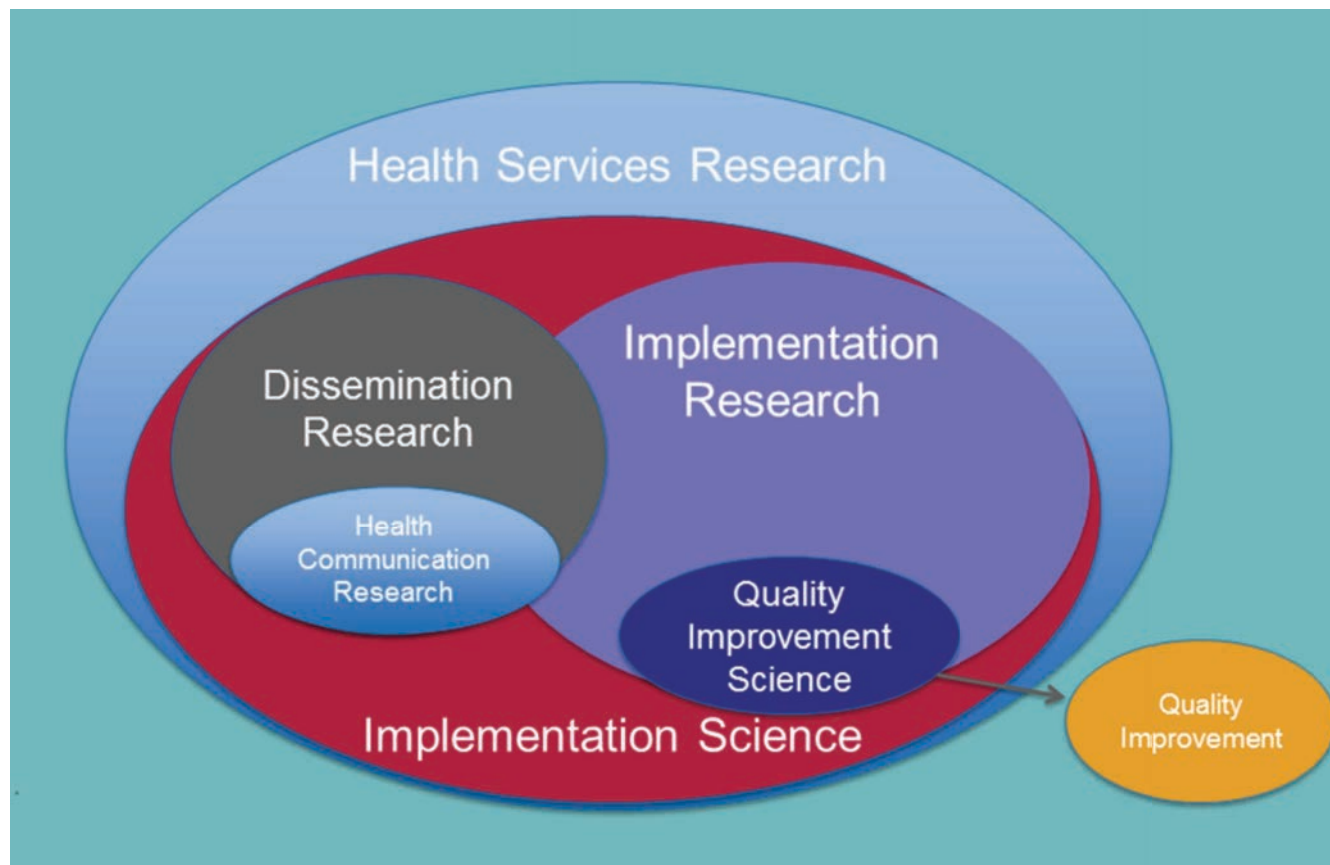 Health Services Research
Implementation
Research
Dissemination
Research
Health
Communication
Research
Quality
Improvement
Science
Implementation Science
Quality
Improvement